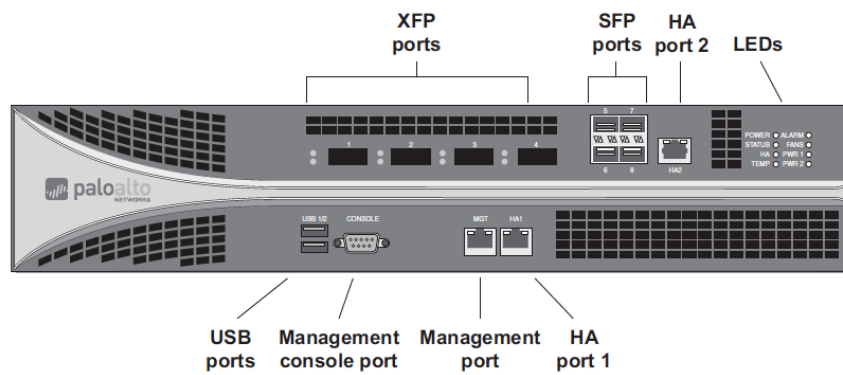 XFP
ports
SFP
ports
HA
port 2
LEDs
1
2
3
4
5
7
6
8
HA2
POWER ALARM
STATUS FANS
HA PWR 1
TEMP PWR 2
paloalto
NETWORKS
USB 1/2
CONSOLE
MGT
HA1
USB
ports
Management
console port
Management
port
HA
port 1